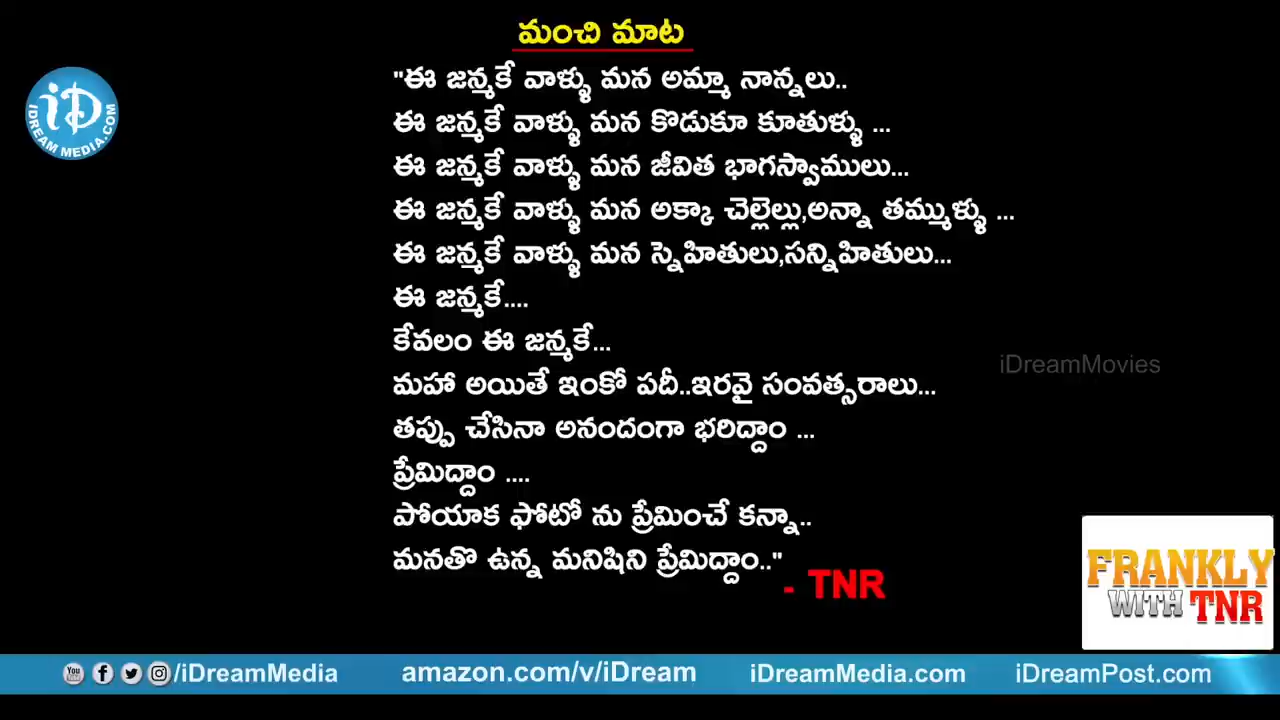 మంచి మాట
"ఈ జన్మకే వాళ్ళు మన అమ్మా నాన్నలు..
ఈ జన్మకే వాళ్ళు మన కొడుకూ కూతుళ్ళు ...
ఈ జన్మకే వాళ్ళు మన జీవిత భాగస్వాములు...
ఈ జన్మకే వాళ్ళు మన అక్కా చెల్లెల్లు,అన్నా తమ్ముళ్ళు ...
ఈ జన్మకే వాళ్ళు మన స్నెహితులు,సన్నిహితులు...
ఈ జన్మకే....
కేవలం ఈ జన్మకే...
మహా అయితే ఇంకో పదీ..ఇరవై సంవత్సరాలు...
తప్పు చేసినా అనందంగా భరిద్దాం ...
ప్రేమిద్దాం ....
పోయాక ఫోటో ను ప్రేమించే కన్నా..
మనతొ ఉన్న మనిషిని ప్రేమిద్దాం.."
- TNR
iD
IDREAM MEDIA.COM
iDreamMovies
FRANKLY
WITH TNR
You /iDreamMedia amazon.com/v/iDream iDreamMedia.com iDreamPost.com